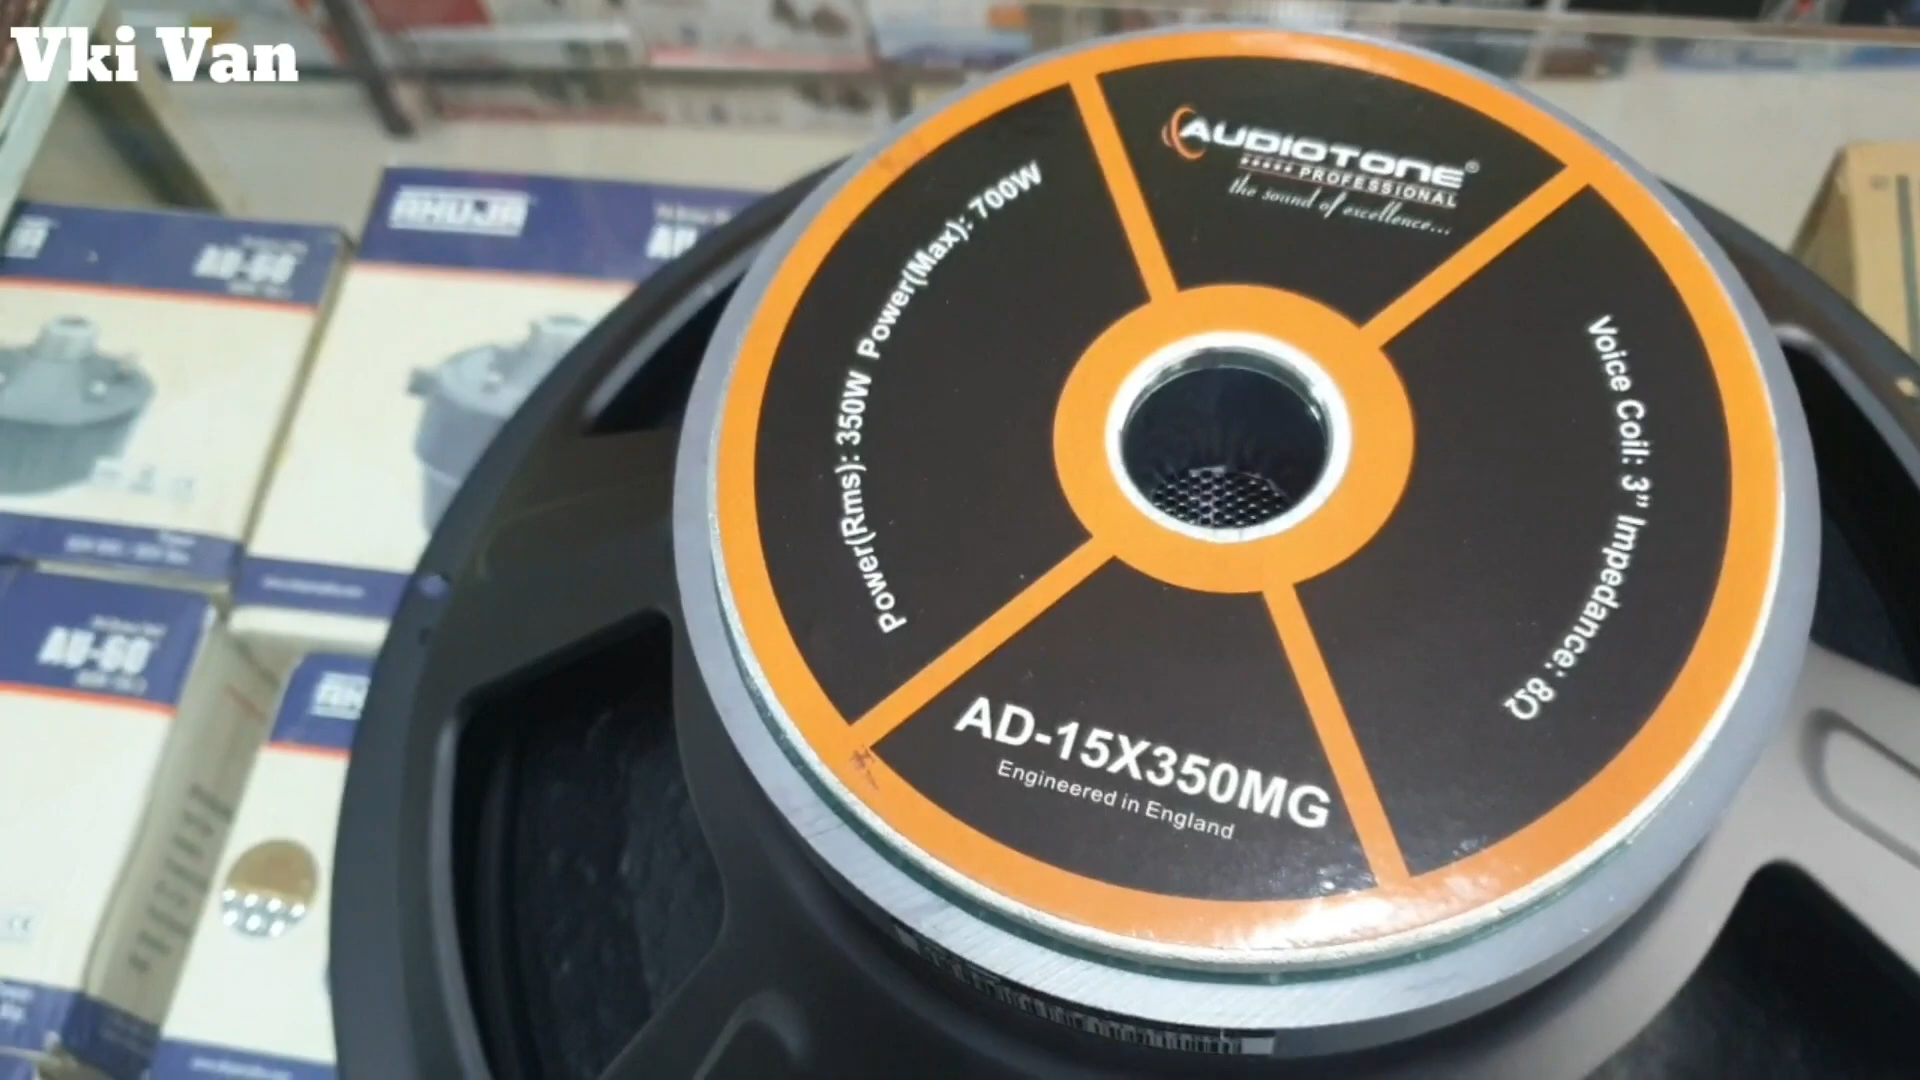 Vki Van
AUDIOTONE®
PROFESSIONAL
the sound of excellence...
Power(Rms): 350W Power(Max): 700W
Voice Coil: 3" Impedance: 8Ω
AD-15X350MG
Engineered in England
AHUJA
AU-60
AU-60